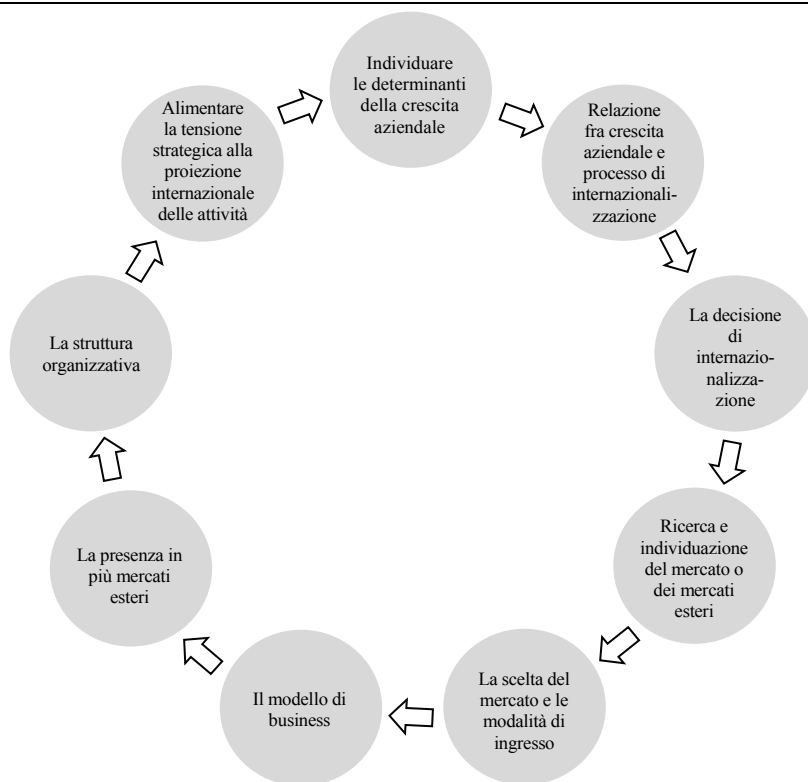 Individuare
le determinanti
della crescita
aziendale
Relazione
fra crescita
aziendale e
processo di
internazionali-
zzazione
La decisione
di
internazio-
nalizza-
zione
Ricerca e
individuazione
del mercato o
dei mercati
esteri
La scelta del
mercato e le
modalità di
ingresso
Il modello di
business
La presenza in
più mercati
esteri
La struttura
organizzativa
Alimentare
la tensione
strategica alla
proiezione
internazionale
delle attività